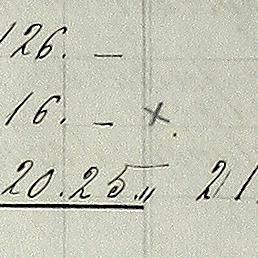 126. —
16. — x.
20.25„ 21